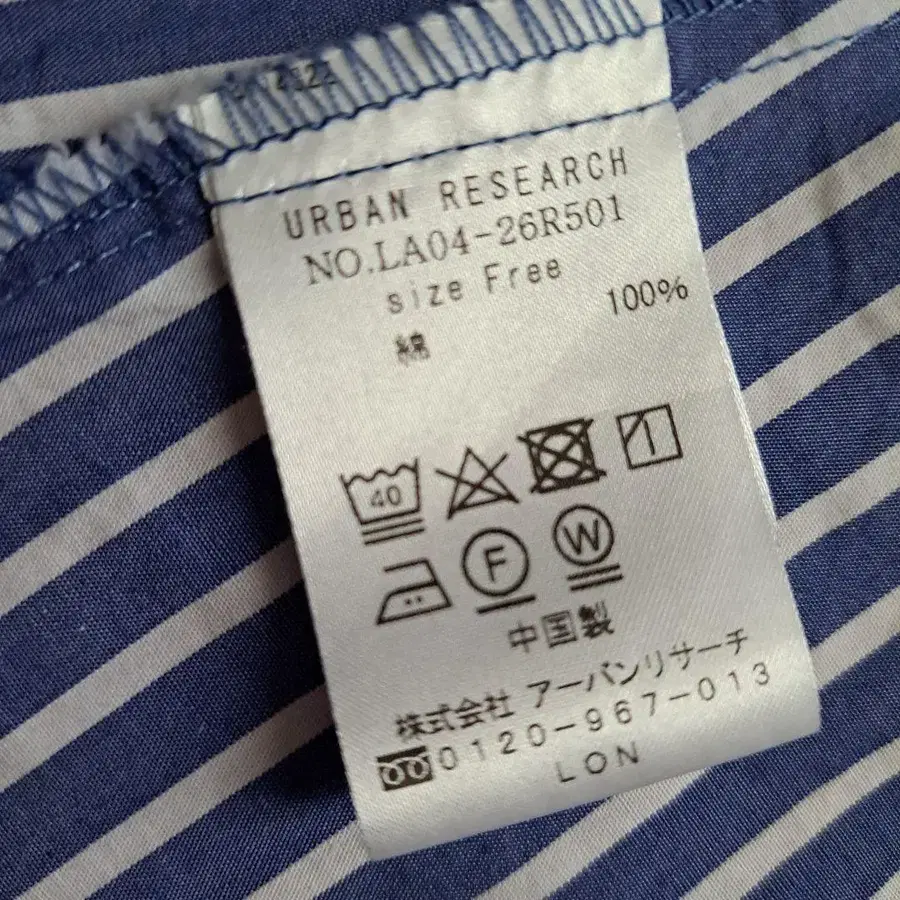 URBAN RESEARCH
NO.LA04-26R501
size Free
綿 100%
40
F W
中国製
株式会社 アーバンリサーチ
0120-967-013
LON